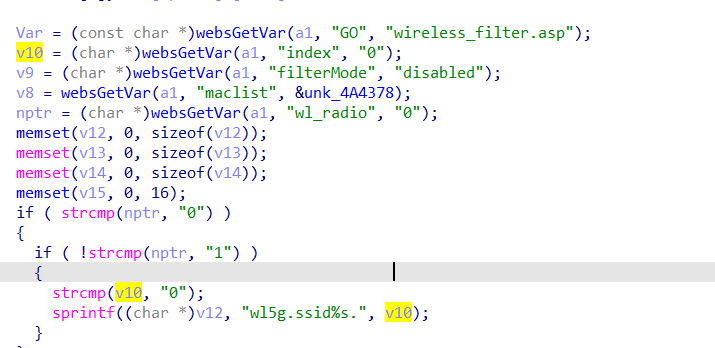 Var = (const char *)websGetVar(a1, "GO", "wireless_filter.asp");
v10 = (char *)websGetVar(a1, "index", "0");
v9 = (char *)websGetVar(a1, "filterMode", "disabled");
v8 = websGetVar(a1, "maclist", &unk_4A4378);
nptr = (char *)websGetVar(a1, "wl_radio", "0");
memset(v12, 0, sizeof(v12));
memset(v13, 0, sizeof(v13));
memset(v14, 0, sizeof(v14));
memset(v15, 0, 16);
if ( strcmp(nptr, "0") )
{
if ( !strcmp(nptr, "1") )
{
strcmp(v10, "0");
sprintf((char *)v12, "wl5g.ssid%s.", v10);
}